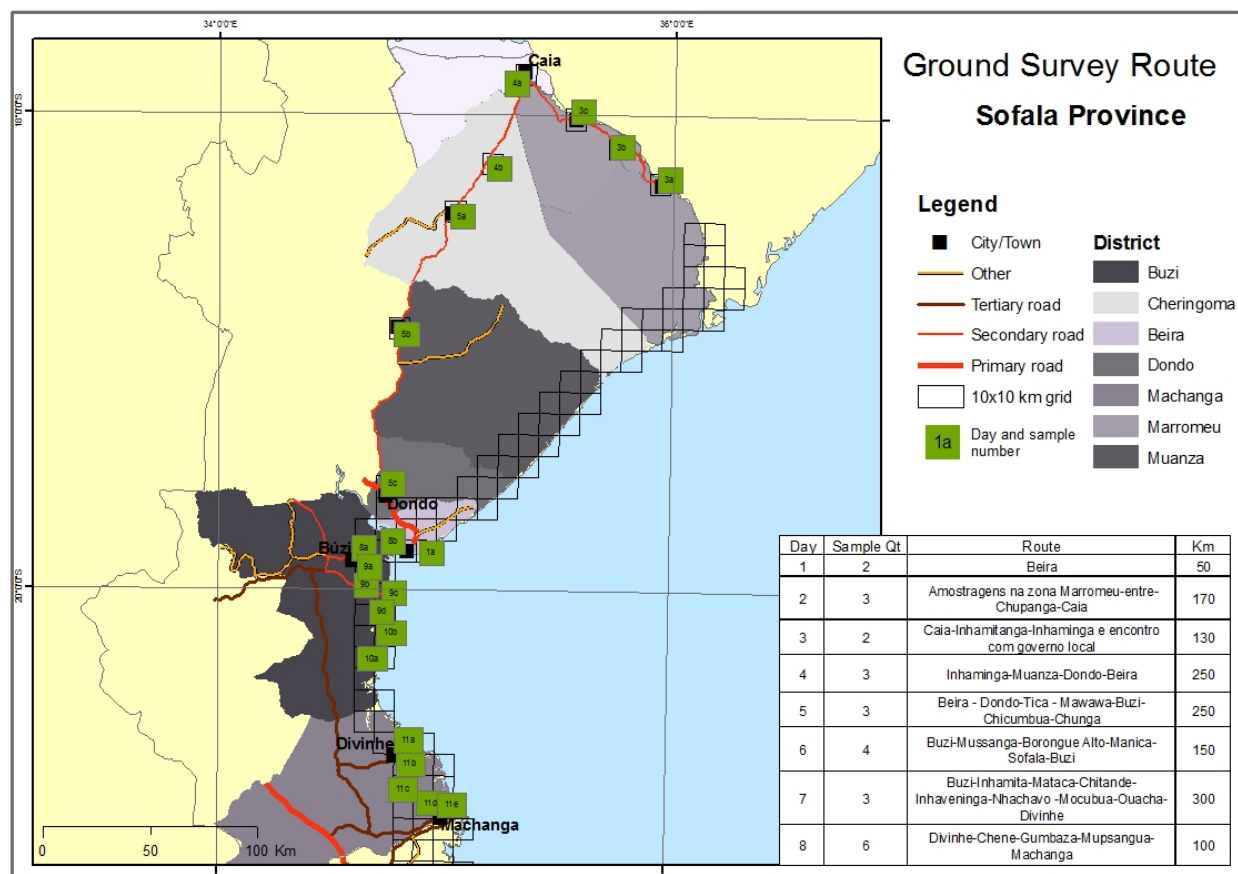 34°0'0"E
36°0'0"E
Ground Survey Route
Sofala Province
18°0'0"S
20°0'0"S
Caia
4a
3c
3b
3a
4b
5a
5b
5c
Dondo
Búzi
8a
8b
1a
9a
9b
9c
9d
10b
10a
Divinhe
11a
11b
11c
11d
11e
Machanga
0 50 100 Km
Legend
City/Town
Other
Tertiary road
Secondary road
Primary road
10x10 km grid
1a Day and sample
number
District
Buzi
Cheringoma
Beira
Dondo
Machanga
Marromeu
Muanza
Day Sample Qt Route Km
1 2 Beira 50
2 3 Amostragens na zona Marromeu-entre-
Chupanga-Caia 170
3 2 Caia-Inhamitanga-Inhaminga e encontro
com governo local 130
4 3 Inhaminga-Muanza-Dondo-Beira 250
5 3 Beira - Dondo-Tica - Mawawa-Buzi-
Chicumbua-Chunga 250
6 4 Buzi-Mussanga-Borongue Alto-Manica-
Sofala-Buzi 150
7 3 Buzi-Inhamita-Mataca-Chitande-
Inhaveninga-Nhachavo -Mocubua-Ouacha-
Divinhe 300
8 6 Divinhe-Chene-Gumbaza-Mupsangua-
Machanga 100